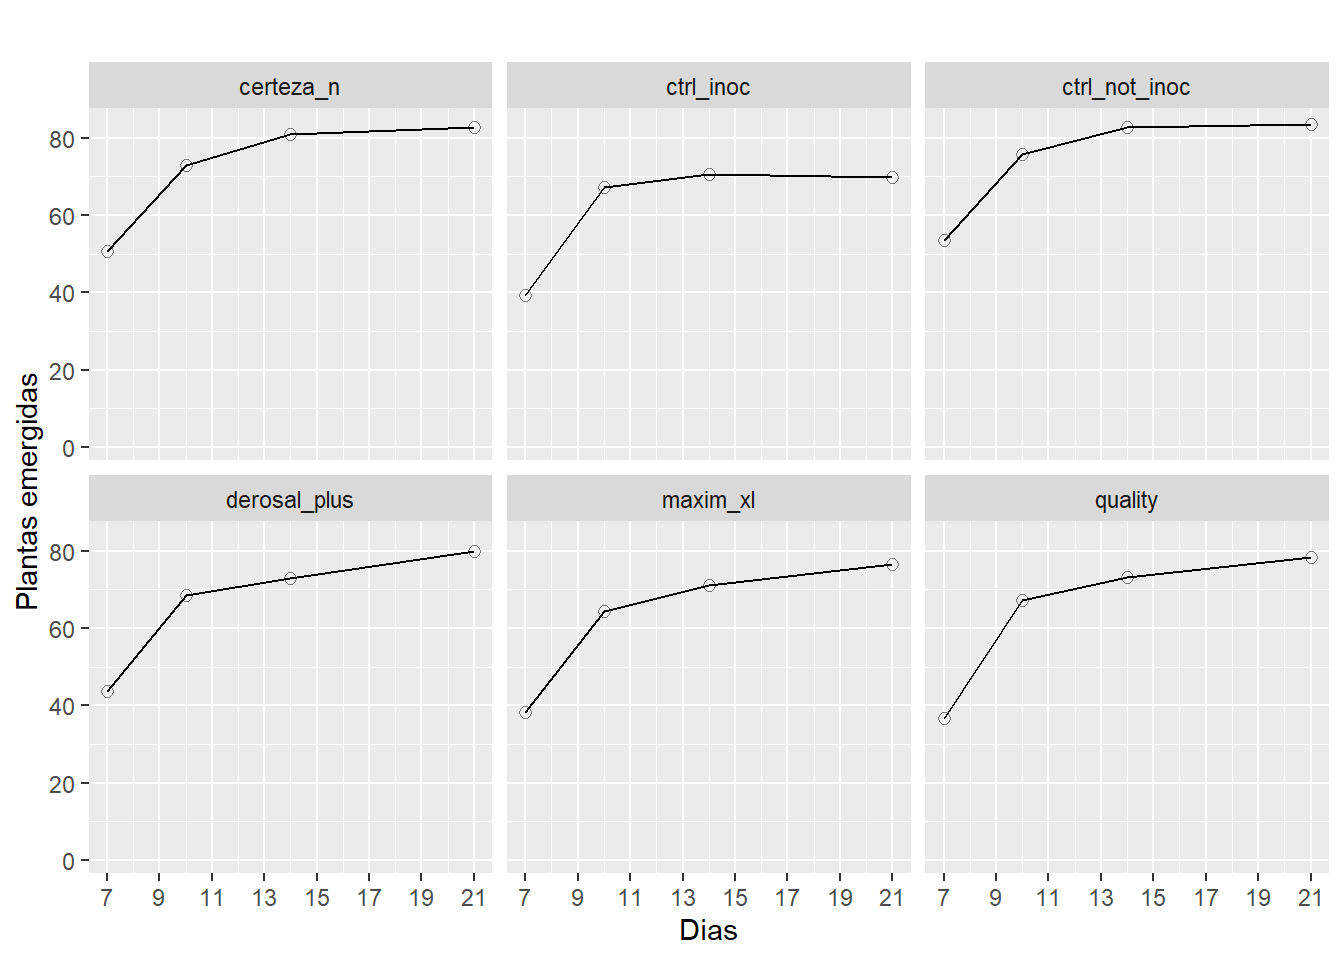 certeza_n ctrl_inoc ctrl_not_inoc
80
60
40
20
0
Plantas emergidas
derosal_plus maxim_xl quality
80
60
40
20
0
7 9 11 13 15 17 19 21 7 9 11 13 15 17 19 21 7 9 11 13 15 17 19 21
Dias